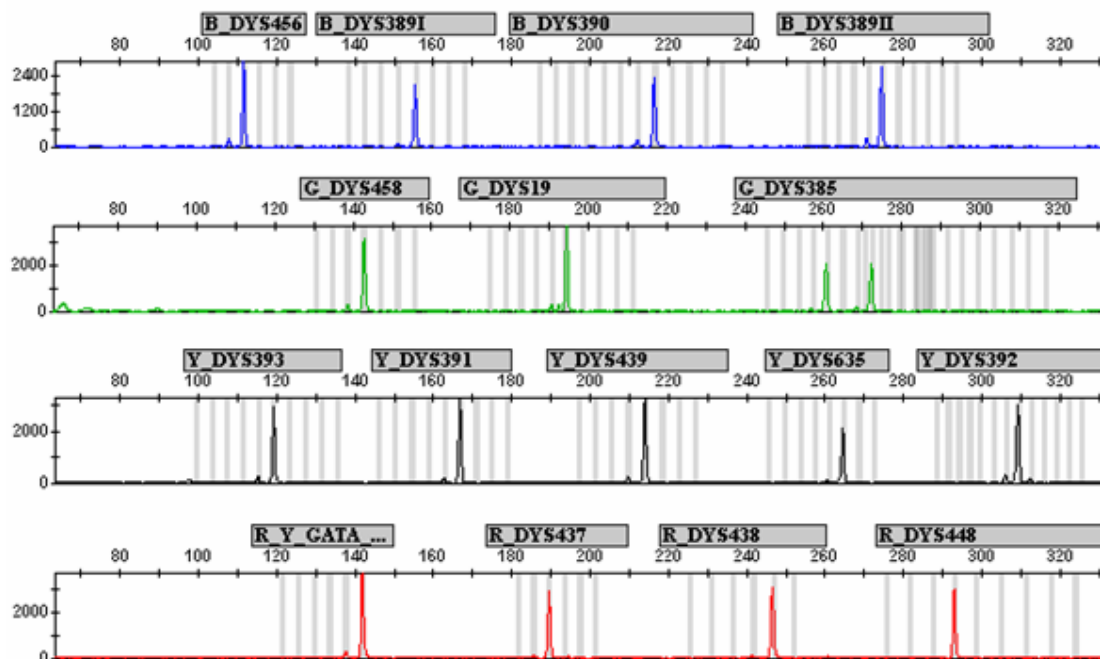 B_DYS456 B_DYS389I B_DYS390 B_DYS389II
80 100 120 140 160 180 200 220 240 260 280 300 320
2400
1200
0
G_DYS458 G_DYS19 G_DYS385
80 100 120 140 160 180 200 220 240 260 280 300 320
2000
0
Y_DYS393 Y_DYS391 Y_DYS439 Y_DYS635 Y_DYS392
80 100 120 140 160 180 200 220 240 260 280 300 320
2000
0
R_Y_GATA_... R_DYS437 R_DYS438 R_DYS448
80 100 120 140 160 180 200 220 240 260 280 300 320
2000
0